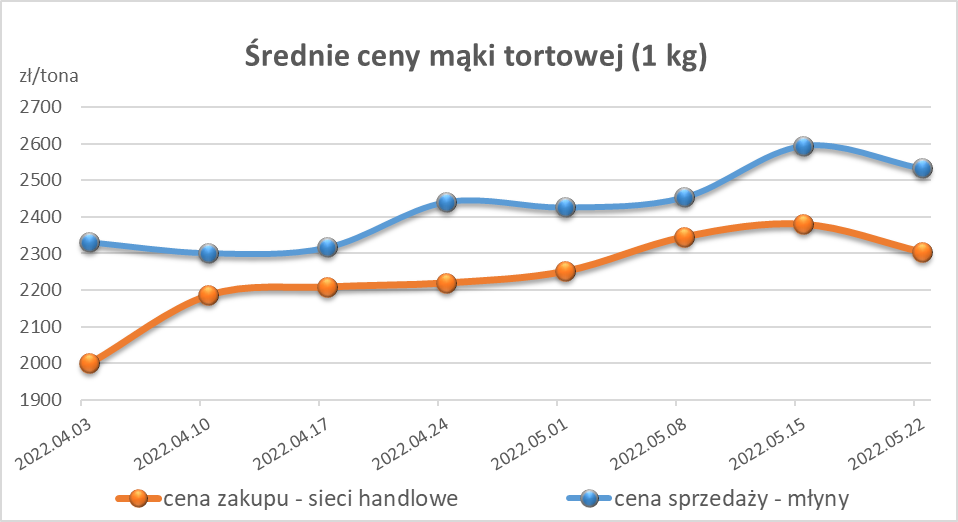 Średnie ceny mąki tortowej (1 kg)
zł/tona
2700
2600
2500
2400
2300
2200
2100
2000
1900
2022.04.03 2022.04.10 2022.04.17 2022.04.24 2022.05.01 2022.05.08 2022.05.15 2022.05.22
cena zakupu - sieci handlowe cena sprzedaży - młyny